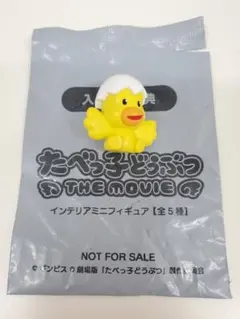 入 典
たべっ子どうぶつ
THE MOVIE
インテリアミニフィギュア【全5種】
NOT FOR SALE
©ギンビス ©劇場版「たべっ子どうぶつ」製作委員会